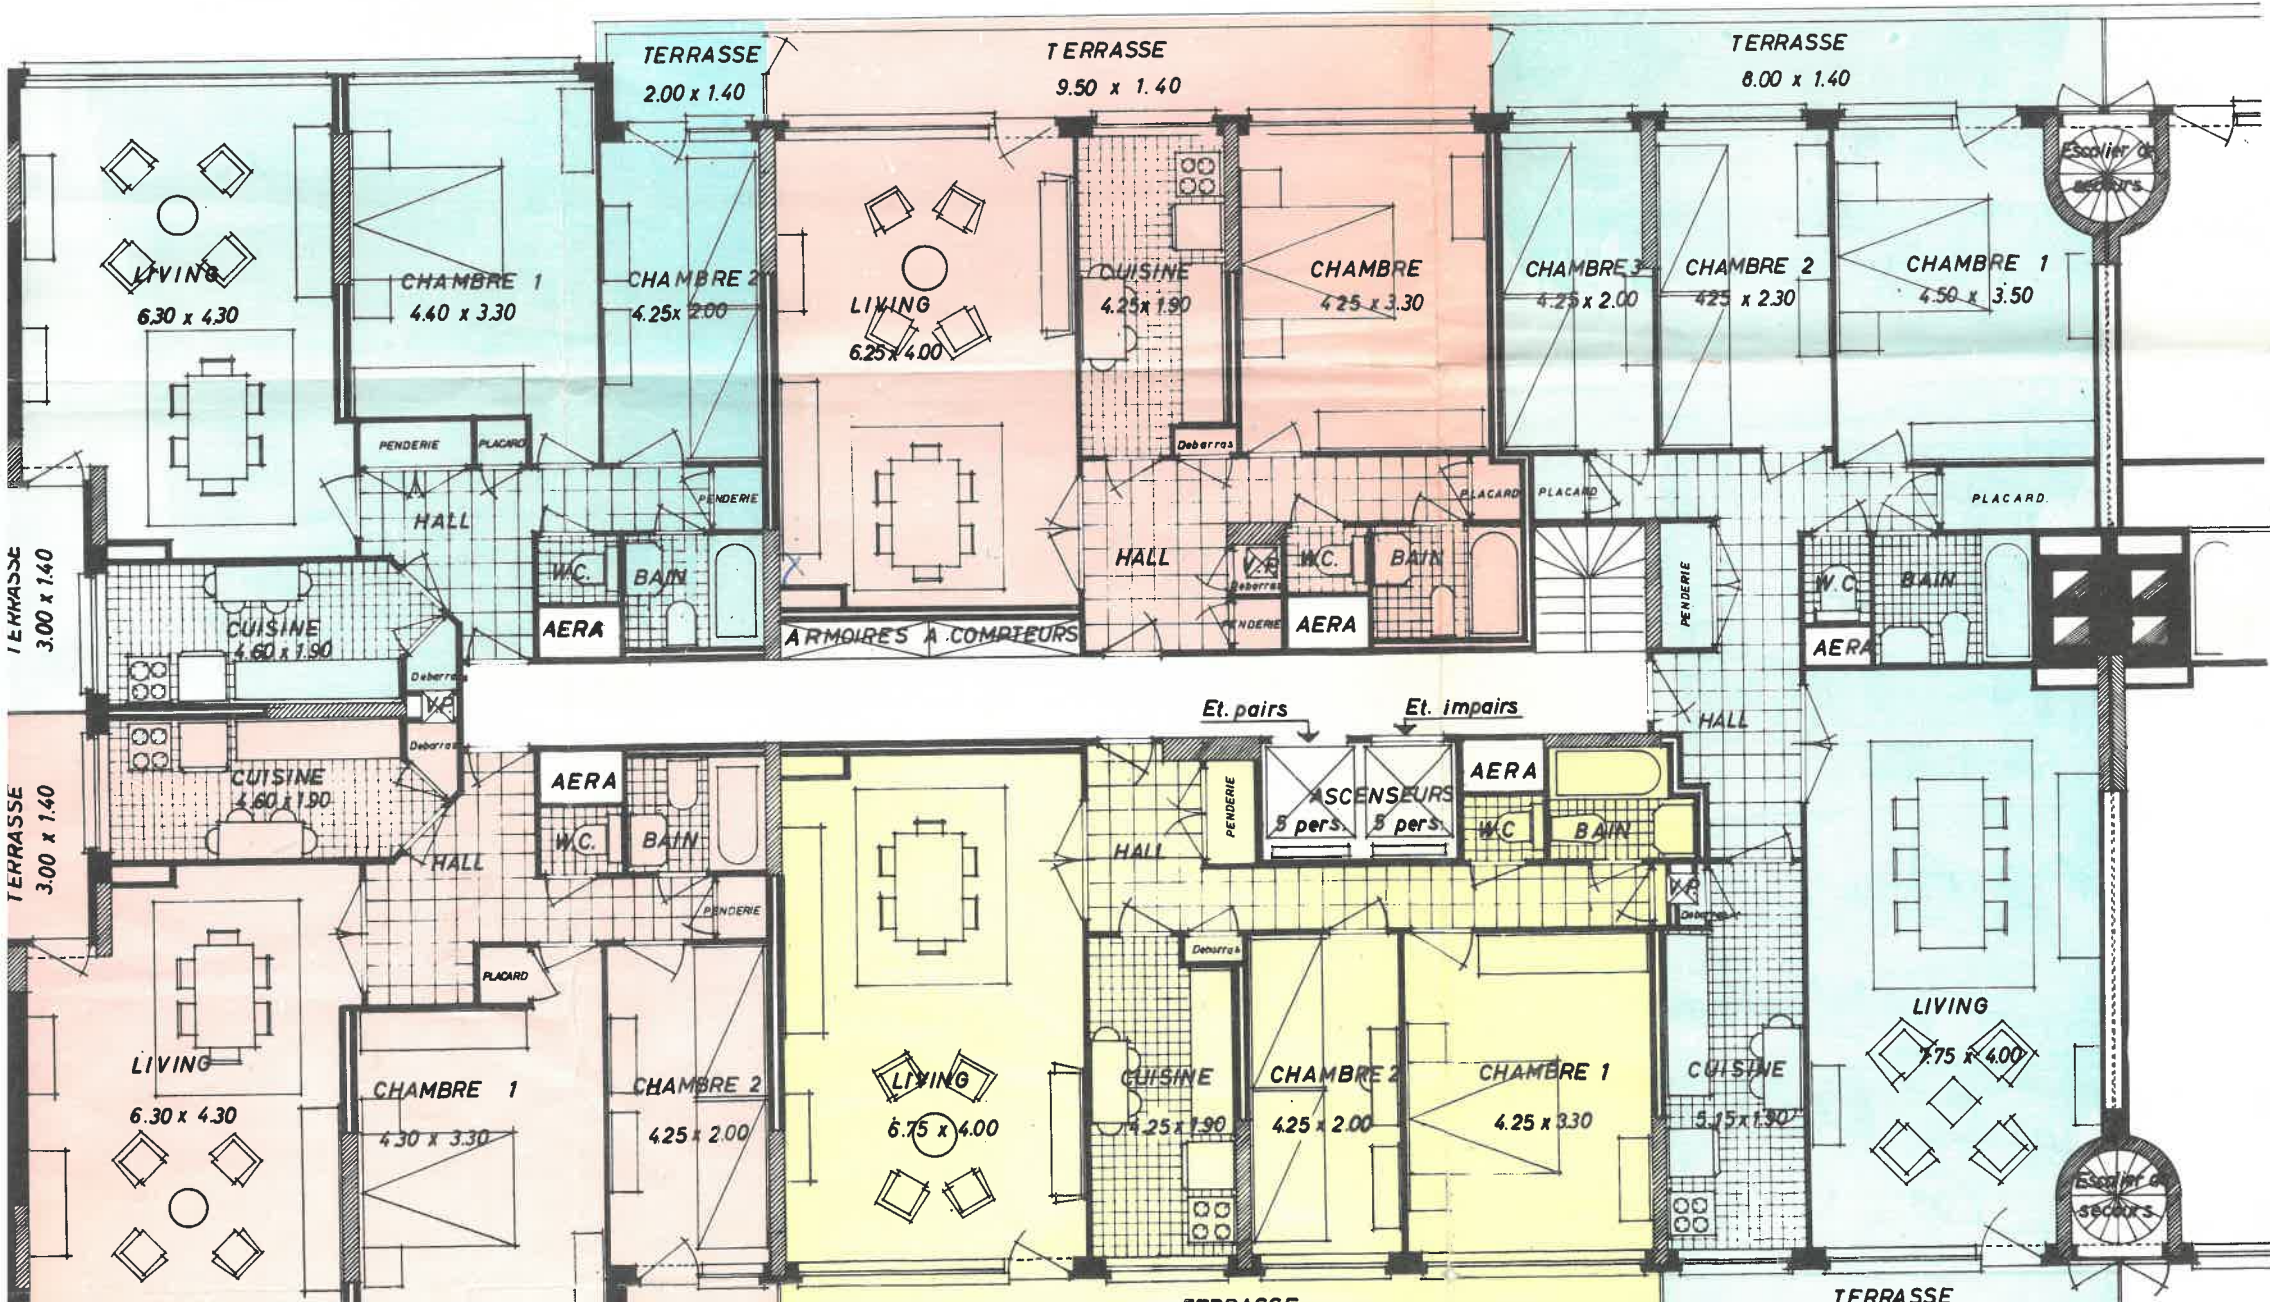 TERRASSE
2.00 x 1.40
TERRASSE
9.50 x 1.40
TERRASSE
8.00 x 1.40
Escalier de
secours
LIVING
6.30 x 4.30
CHAMBRE 1
4.40 x 3.30
CHAMBRE 2
4.25 x 2.00
LIVING
6.25 x 4.00
CUISINE
4.25 x 1.90
CHAMBRE
4.25 x 3.30
CHAMBRE 3
4.25 x 2.00
CHAMBRE 2
4.25 x 2.30
CHAMBRE 1
4.50 x 3.50
PENDERIE
PLACARD
PENDERIE
HALL
Debarras
PLACARD
PLACARD
PLACARD.
TERRASSE
3.00 x 1.40
W.C.
BAIN
HALL
V.P.
Debarras
PENDERIE
W.C.
BAIN
PENDERIE
W.C.
BAIN
CUISINE
4.60 x 1.90
AERA
ARMOIRES A COMPTEURS
AERA
AERA
Debarras
V.P.
Et. pairs
Et. impairs
HALL
Debarras
CUISINE
4.60 x 1.90
TERRASSE
3.00 x 1.40
AERA
W.C.
BAIN
HALL
PENDERIE
HALL
PENDERIE
ASCENSEURS
5 pers.
5 pers.
AERA
W.C
BAIN
V.P.
Debarras
PLACARD
Debarras
LIVING
6.30 x 4.30
CHAMBRE 1
4.30 x 3.30
CHAMBRE 2
4.25 x 2.00
LIVING
6.75 x 4.00
CUISINE
4.25 x 1.90
CHAMBRE 2
4.25 x 2.00
CHAMBRE 1
4.25 x 3.30
CUISINE
5.15 x 1.90
LIVING
7.75 x 4.00
Escalier de
secours
TERRASSE
TERRASSE